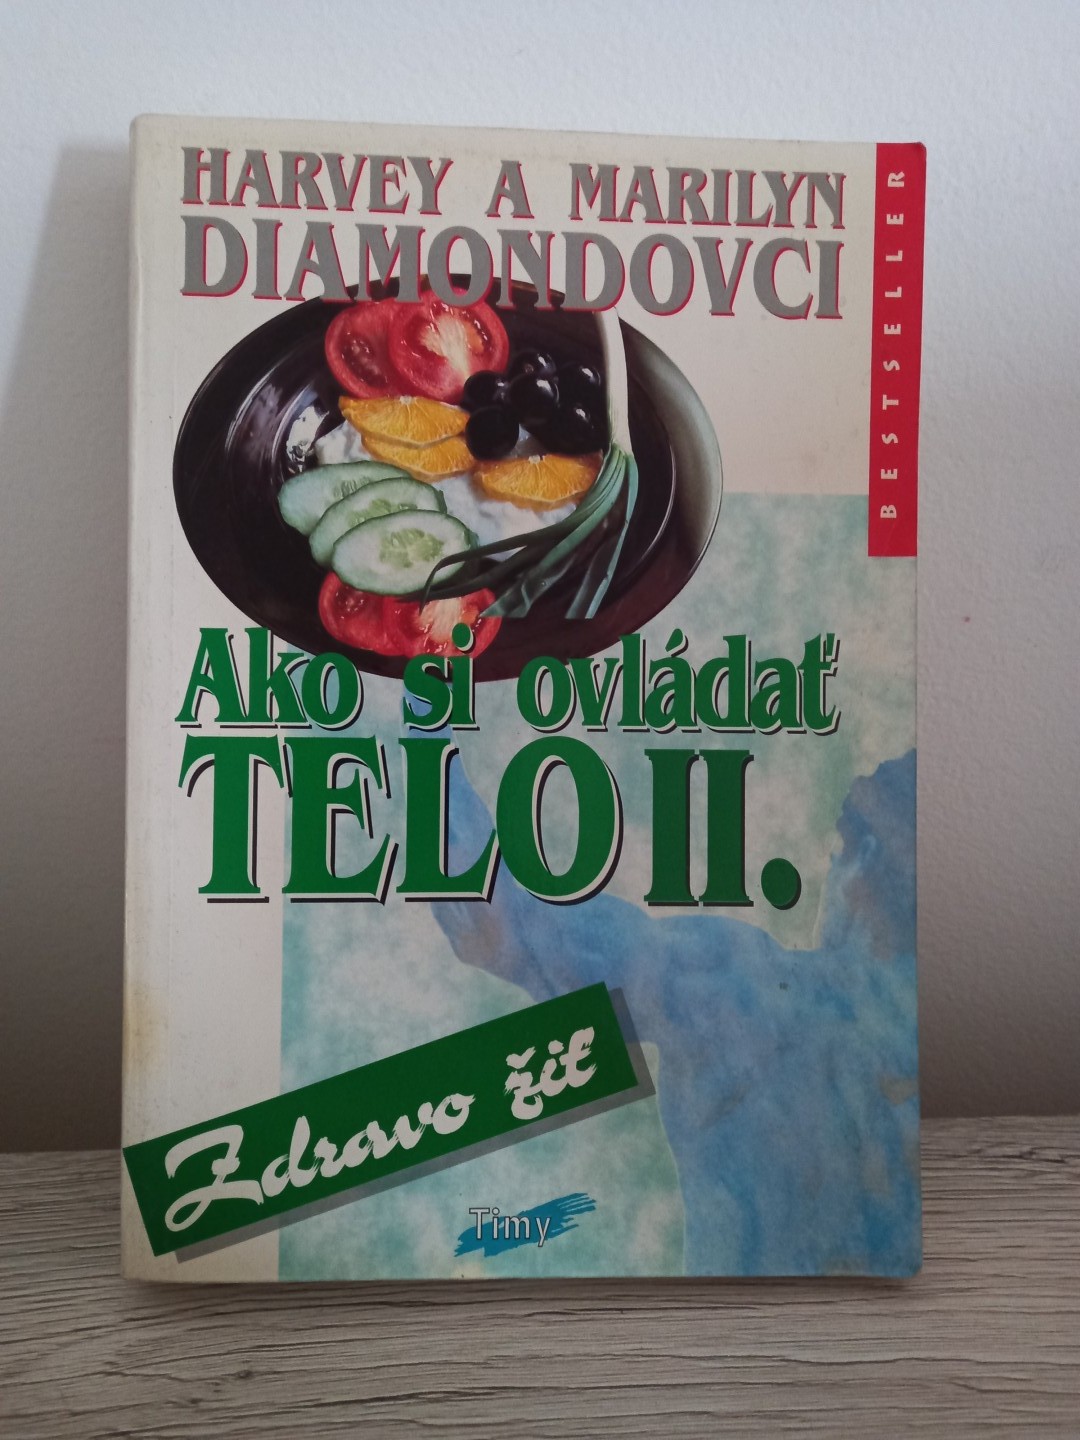 HARVEY A MARILYN
DIAMONDOVCI
BESTSELLER
Ako si ovládať
TELO II.
Zdravo žiť
Timy